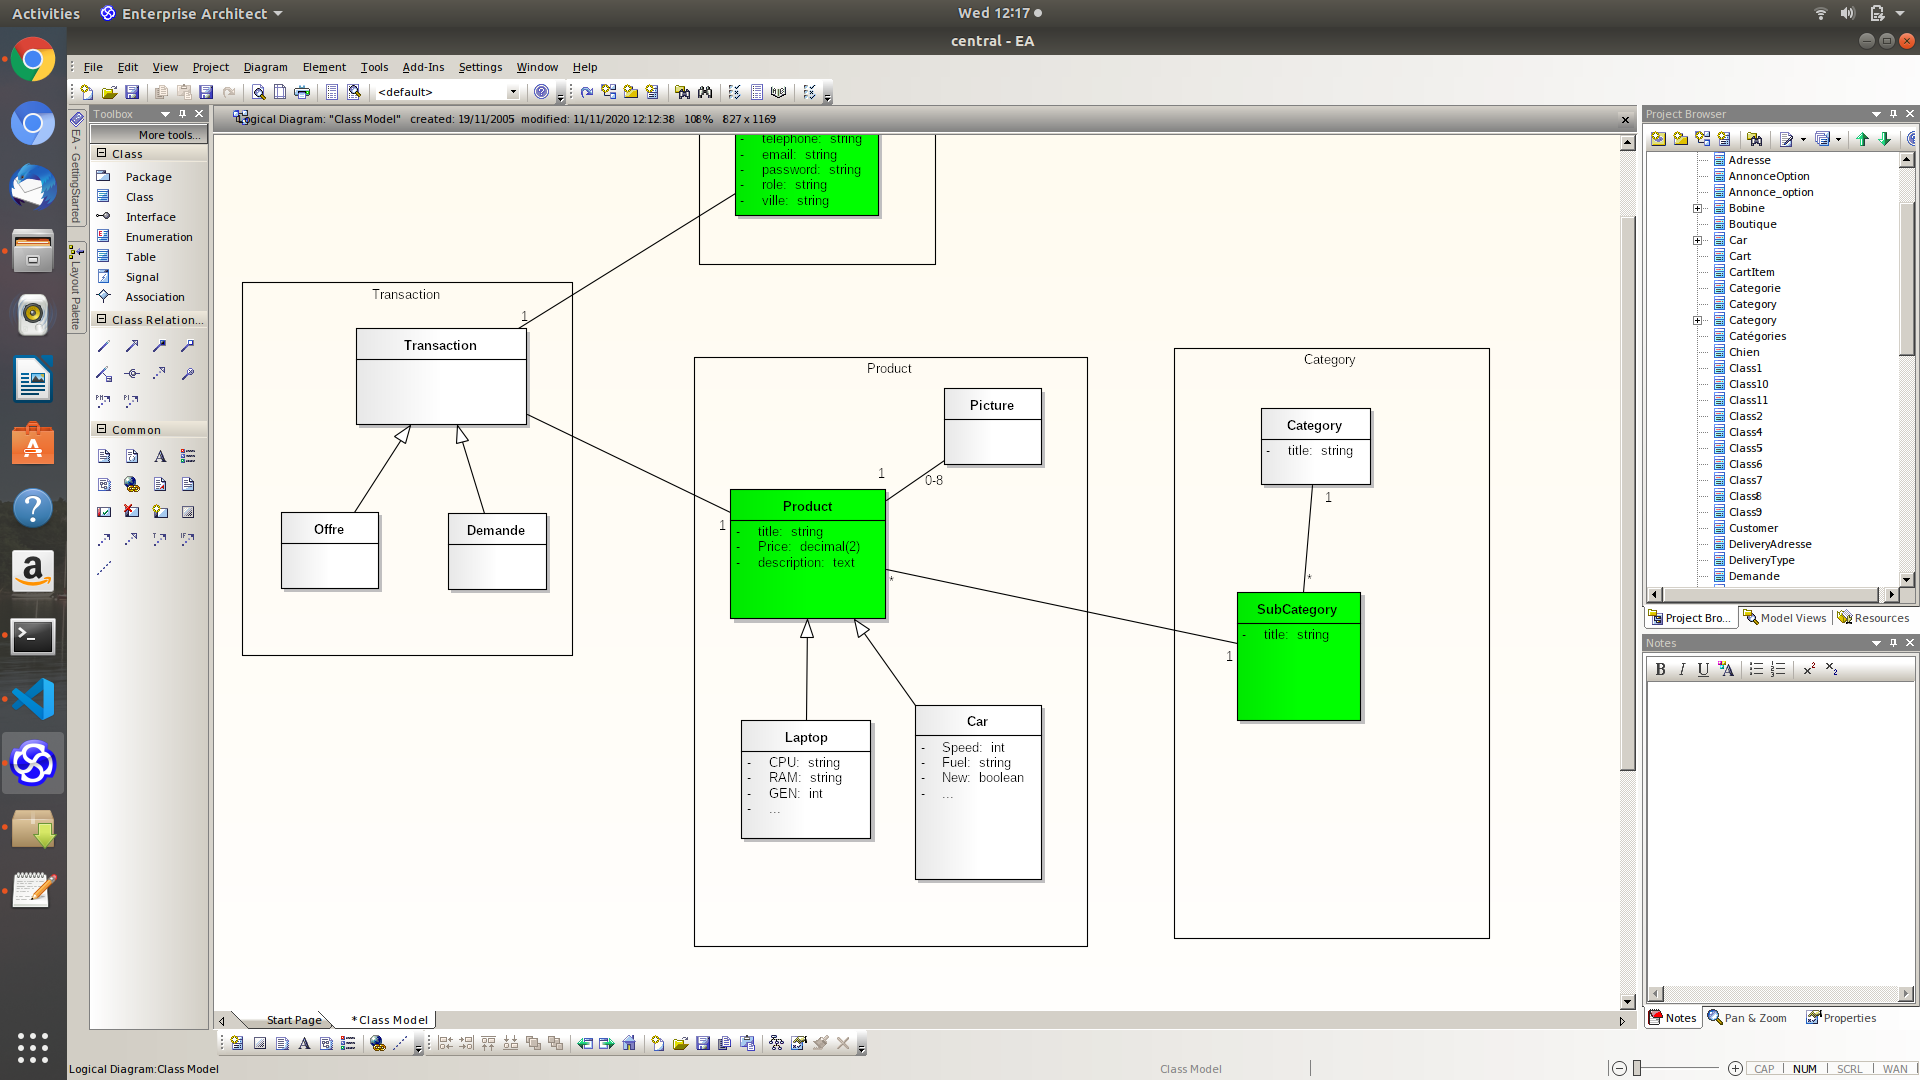 Activities
Enterprise Architect
Wed 12:17
central - EA
File Edit View Project Diagram Element Tools Add-Ins Settings Window Help
<default>
Toolbox
More tools...
Class
Package
Class
Interface
Enumeration
Table
Signal
Association
Class Relation...
Common
EA - GettingStarted
Layout Palette
Logical Diagram: "Class Model" created: 19/11/2005 modified: 11/11/2020 12:12:38 108% 827 x 1169
- telephone: string
- email: string
- password: string
- role: string
- ville: string
Transaction
1
Transaction
Offre
Demande
Product
Picture
1
0-8
Product
- title: string
- Price: decimal(2)
- description: text
1
*
Laptop
- CPU: string
- RAM: string
- GEN: int
- ...
Car
- Speed: int
- Fuel: string
- New: boolean
- ...
Category
Category
- title: string
1
*
SubCategory
- title: string
1
Project Browser
Adresse
AnnonceOption
Annonce_option
Bobine
Boutique
Car
Cart
CartItem
Categorie
Category
Category
Catégories
Chien
Class1
Class10
Class11
Class2
Class4
Class5
Class6
Class7
Class8
Class9
Customer
DeliveryAdresse
DeliveryType
Demande
Project Bro... Model Views Resources
Notes
B I U A
Notes Pan & Zoom Properties
Start Page *Class Model
Logical Diagram:Class Model
Class Model
CAP NUM SCRL WAN